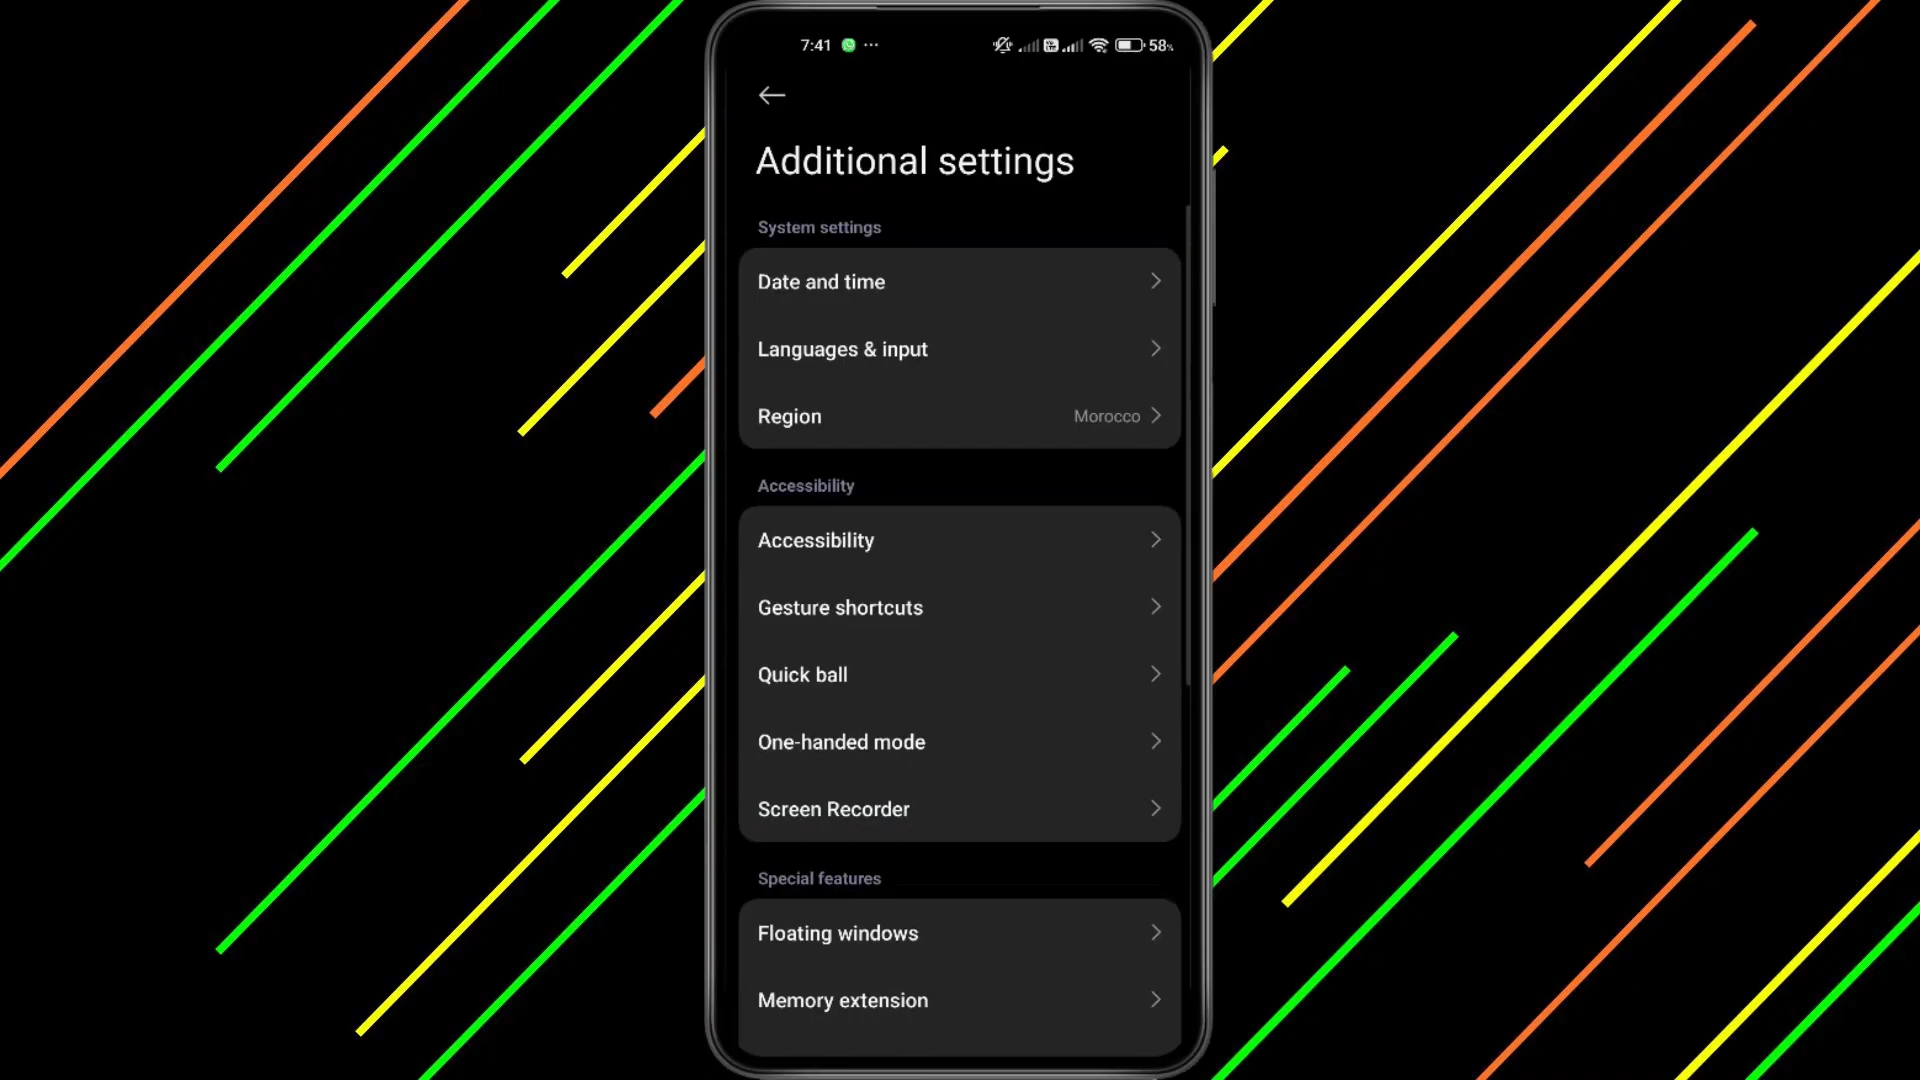 7:41 ... 58%
Additional settings
System settings
Date and time
Languages & input
Region Morocco
Accessibility
Accessibility
Gesture shortcuts
Quick ball
One-handed mode
Screen Recorder
Special features
Floating windows
Memory extension